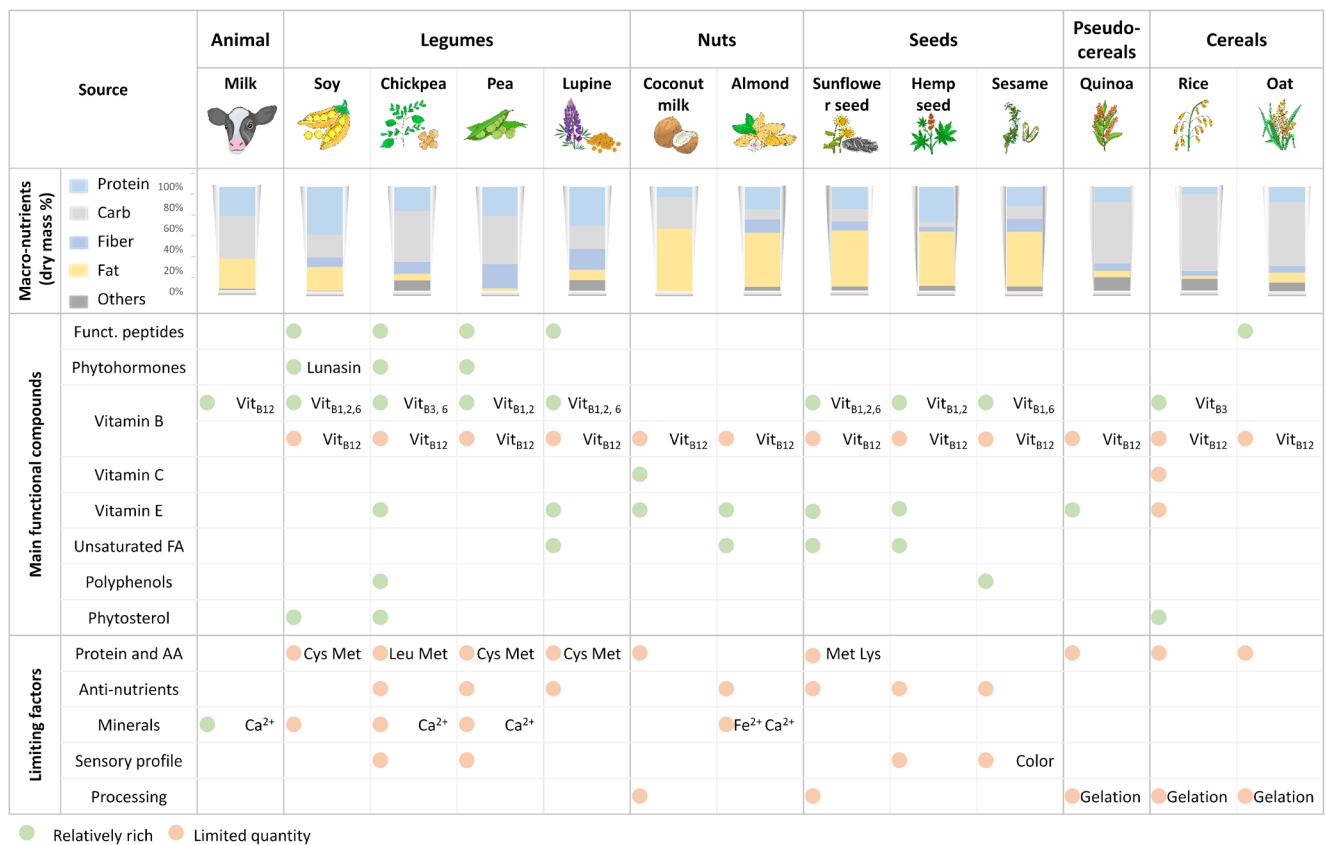 Source
Animal
Legumes
Nuts
Seeds
Pseudo-
cereals
Cereals
Milk
Soy
Chickpea
Pea
Lupine
Coconut
milk
Almond
Sunflowe
r seed
Hemp
seed
Sesame
Quinoa
Rice
Oat
Macro-nutrients
(dry mass %)
Protein
Carb
Fiber
Fat
Others
100%
80%
60%
40%
20%
0%
Main functional compounds
Funct. peptides
Phytohormones Lunasin
Vitamin B
VitB12 VitB1,2,6 VitB3, 6 VitB1,2 VitB1,2, 6 VitB1,2,6 VitB1,2 VitB1,6 VitB3
VitB12 VitB12 VitB12 VitB12 VitB12 VitB12 VitB12 VitB12 VitB12 VitB12 VitB12 VitB12
Vitamin C
Vitamin E
Unsaturated FA
Polyphenols
Phytosterol
Limiting factors
Protein and AA Cys Met Leu Met Cys Met Cys Met Met Lys
Anti-nutrients
Minerals Ca2+ Ca2+ Ca2+ Fe2+ Ca2+
Sensory profile Color
Processing Gelation Gelation Gelation
Relatively rich Limited quantity